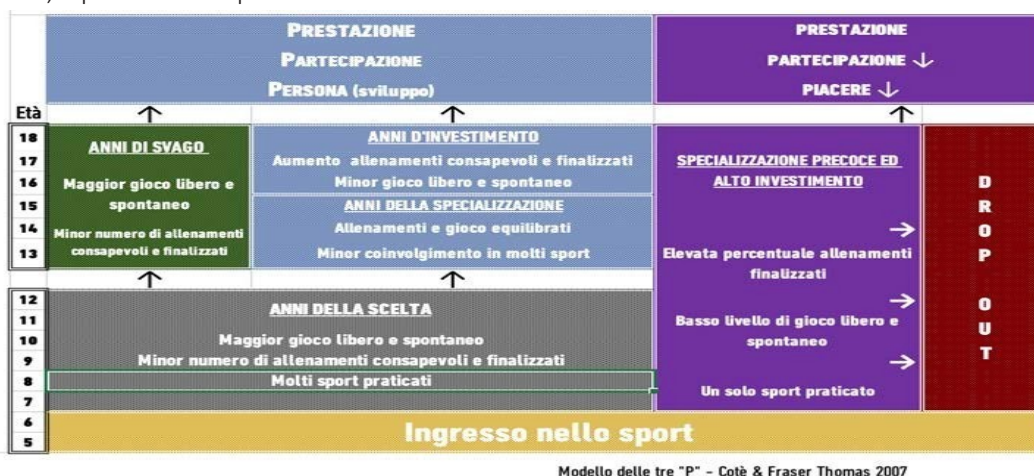 PRESTAZIONE
PARTECIPAZIONE
PERSONA (sviluppo)
PRESTAZIONE
PARTECIPAZIONE ↓
PIACERE ↓
Età
18
17
16
15
14
13
12
11
10
9
8
7
6
5
ANNI DI SVAGO
Maggior gioco libero e
spontaneo
Minor numero di allenamenti
consapevoli e finalizzati
ANNI D'INVESTIMENTO
Aumento allenamenti consapevoli e finalizzati
Minor gioco libero e spontaneo
ANNI DELLA SPECIALIZZAZIONE
Allenamenti e gioco equilibrati
Minor coinvolgimento in molti sport
SPECIALIZZAZIONE PRECOCE ED
ALTO INVESTIMENTO
Elevata percentuale allenamenti
finalizzati
Basso livello di gioco libero e
spontaneo
Un solo sport praticato
D
R
O
P
O
U
T
ANNI DELLA SCELTA
Maggior gioco libero e spontaneo
Minor numero di allenamenti consapevoli e finalizzati
Molti sport praticati
Ingresso nello sport
Modello delle tre "P" - Cotè & Fraser Thomas 2007